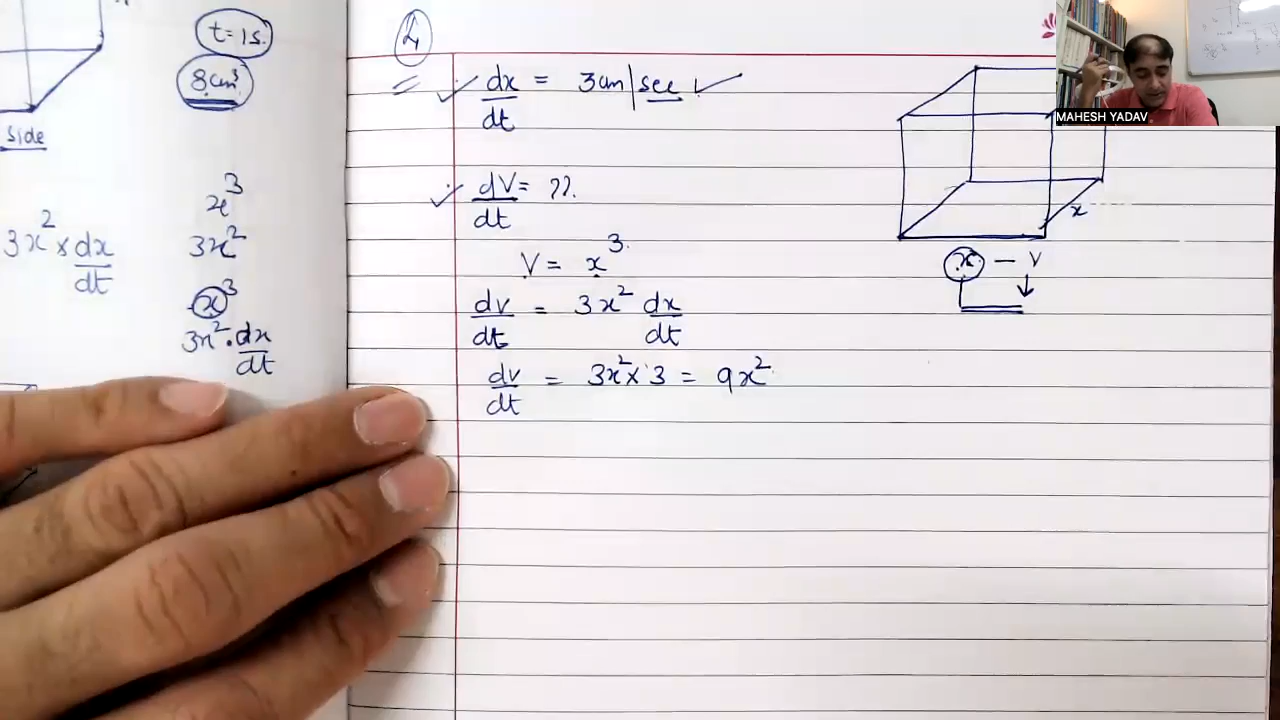 t = 1s.
8cm³
side
x³
3x² × dx/dt
3x²
x³
3x² · dx/dt
4
dx/dt = 3cm/sec
dV/dt = ??
V = x³
dv/dt = 3x² dx/dt
dv/dt = 3x² × 3 = 9x²
x
x — V
MAHESH YADAV